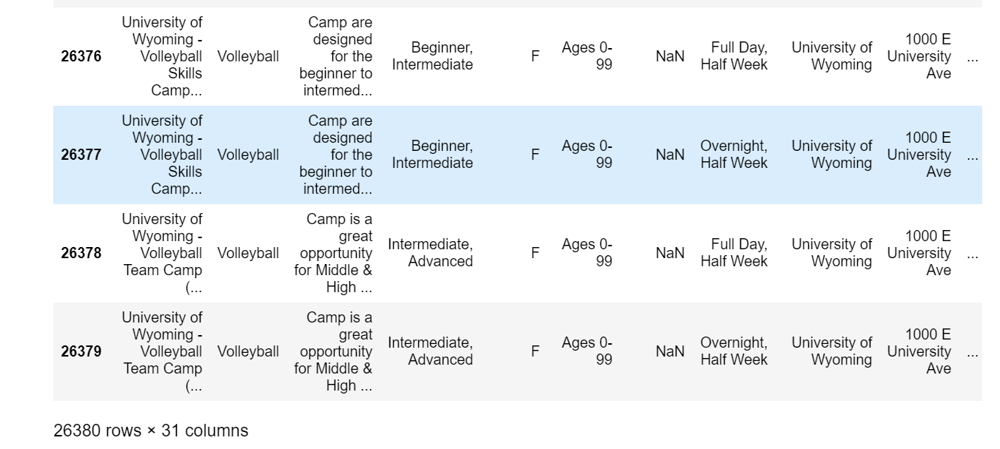 26376 University of Wyoming - Volleyball Skills Camp... Volleyball Camp are designed for the beginner to intermed... Beginner, Intermediate F Ages 0-99 NaN Full Day, Half Week University of Wyoming 1000 E University Ave ...
26377 University of Wyoming - Volleyball Skills Camp... Volleyball Camp are designed for the beginner to intermed... Beginner, Intermediate F Ages 0-99 NaN Overnight, Half Week University of Wyoming 1000 E University Ave ...
26378 University of Wyoming - Volleyball Team Camp (... Volleyball Camp is a great opportunity for Middle & High ... Intermediate, Advanced F Ages 0-99 NaN Full Day, Half Week University of Wyoming 1000 E University Ave ...
26379 University of Wyoming - Volleyball Team Camp (... Volleyball Camp is a great opportunity for Middle & High ... Intermediate, Advanced F Ages 0-99 NaN Overnight, Half Week University of Wyoming 1000 E University Ave ...
26380 rows × 31 columns